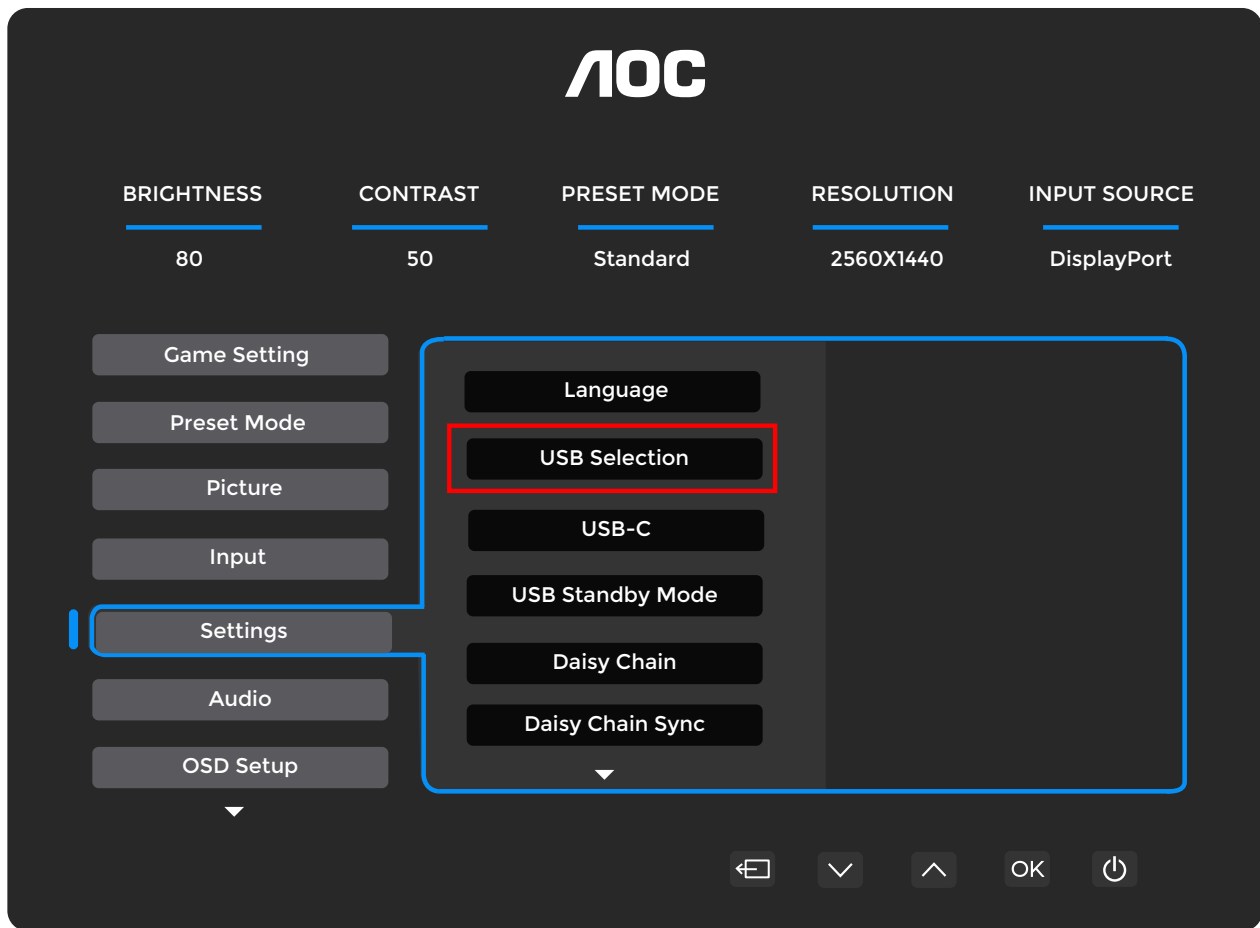 AOC
BRIGHTNESS
CONTRAST
PRESET MODE
RESOLUTION
INPUT SOURCE
80
50
Standard
2560X1440
DisplayPort
Game Setting
Preset Mode
Picture
Input
Settings
Audio
OSD Setup
Language
USB Selection
USB-C
USB Standby Mode
Daisy Chain
Daisy Chain Sync
OK